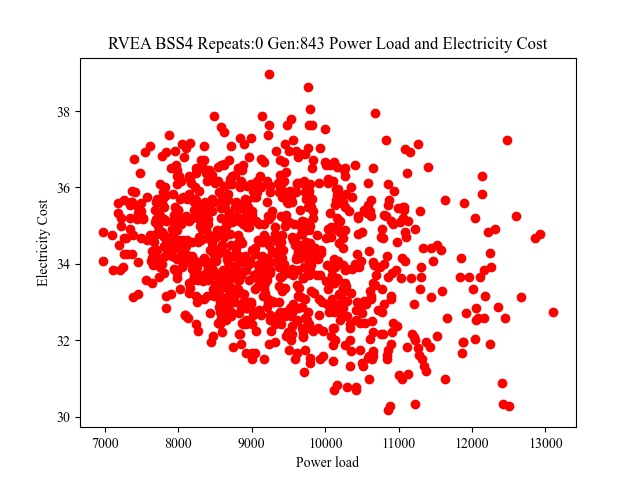 RVEA BSS4 Repeats:0 Gen:843 Power Load and Electricity Cost
38
36
34
32
30
Electricity Cost
7000 8000 9000 10000 11000 12000 13000
Power load